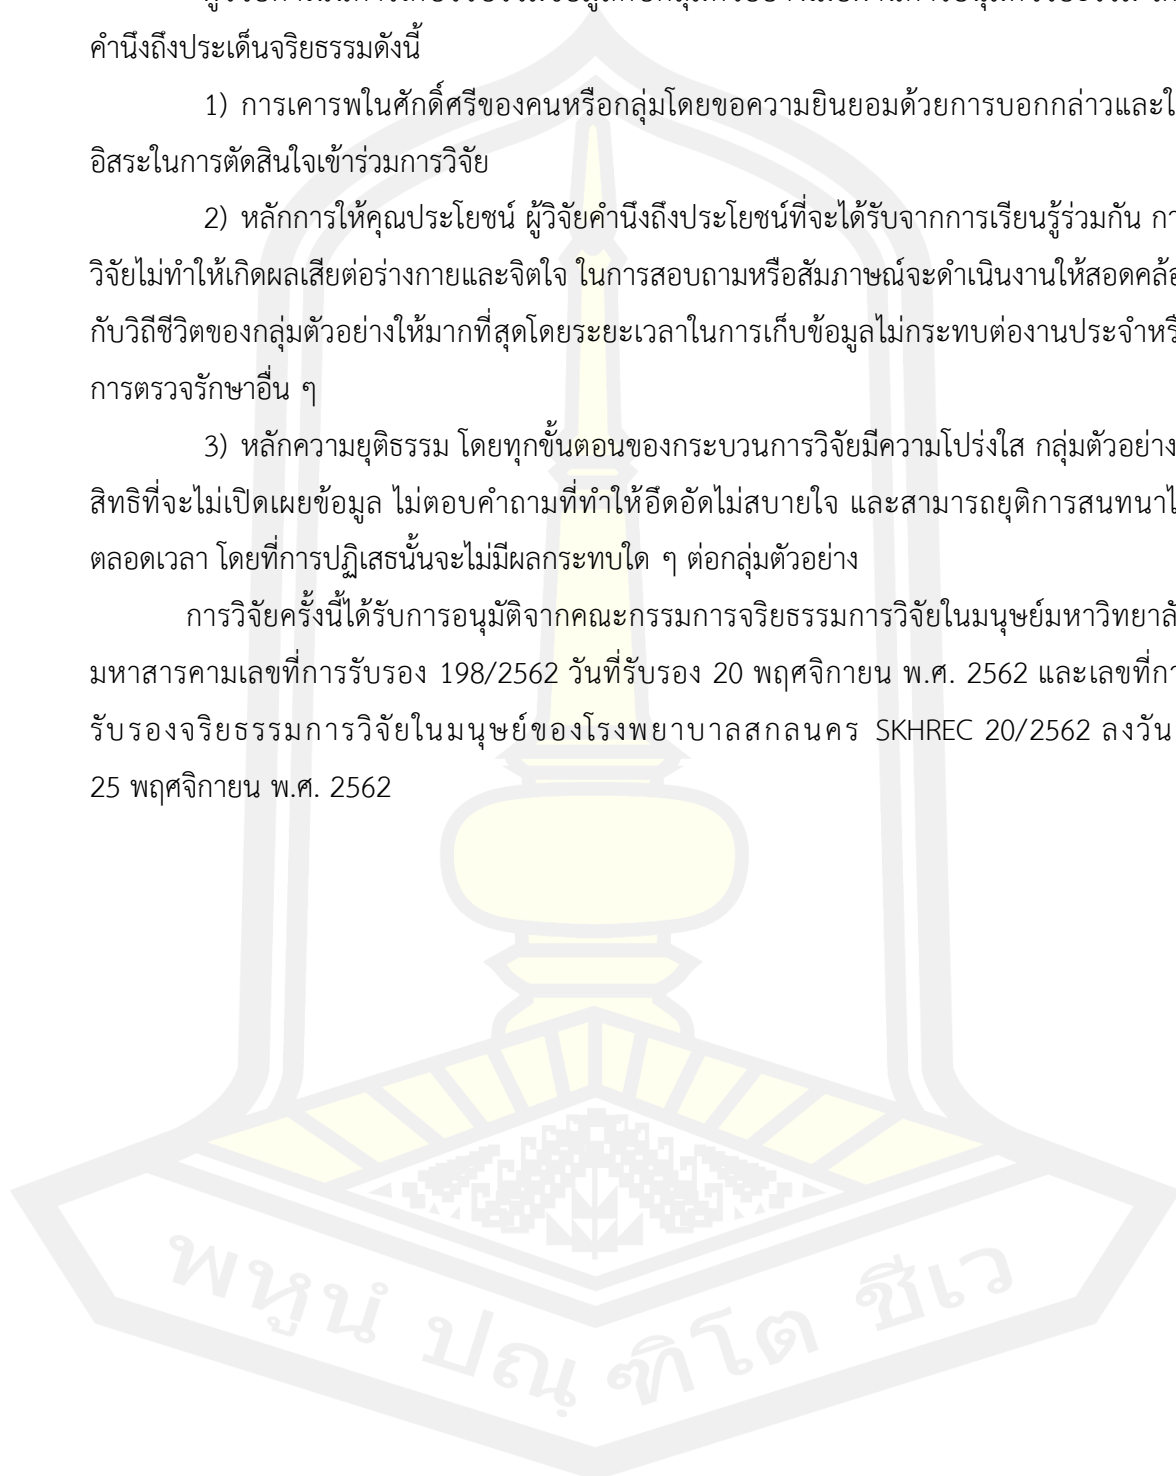 คำนึงถึงประเด็นจริยธรรมดังนี้
1) การเคารพในศักดิ์ศรีของคนหรือกลุ่มโดยขอความยินยอมด้วยการบอกกล่าวและใ
อิสระในการตัดสินใจเข้าร่วมการวิจัย
2) หลักการให้คุณประโยชน์ ผู้วิจัยคำนึงถึงประโยชน์ที่จะได้รับจากการเรียนรู้ร่วมกัน กา
วิจัยไม่ทำให้เกิดผลเสียต่อร่างกายและจิตใจ ในการสอบถามหรือสัมภาษณ์จะดำเนินงานให้สอดคล้อ
กับวิถีชีวิตของกลุ่มตัวอย่างให้มากที่สุดโดยระยะเวลาในการเก็บข้อมูลไม่กระทบต่องานประจำหรื
การตรวจรักษาอื่น ๆ
3) หลักความยุติธรรม โดยทุกขั้นตอนของกระบวนการวิจัยมีความโปร่งใส กลุ่มตัวอย่าง
สิทธิที่จะไม่เปิดเผยข้อมูล ไม่ตอบคำถามที่ทำให้อึดอัดไม่สบายใจ และสามารถยุติการสนทนาไ
ตลอดเวลา โดยที่การปฏิเสธนั้นจะไม่มีผลกระทบใด ๆ ต่อกลุ่มตัวอย่าง
การวิจัยครั้งนี้ได้รับการอนุมัติจากคณะกรรมการจริยธรรมการวิจัยในมนุษย์มหาวิทยาลั
มหาสารคามเลขที่การรับรอง 198/2562 วันที่รับรอง 20 พฤศจิกายน พ.ศ. 2562 และเลขที่กา
รับรองจริยธรรมการวิจัยในมนุษย์ของโรงพยาบาลสกลนคร SKHREC 20/2562 ลงวัน
25 พฤศจิกายน พ.ศ. 2562
พหูนํ ปณฺฑิโต ชีเว